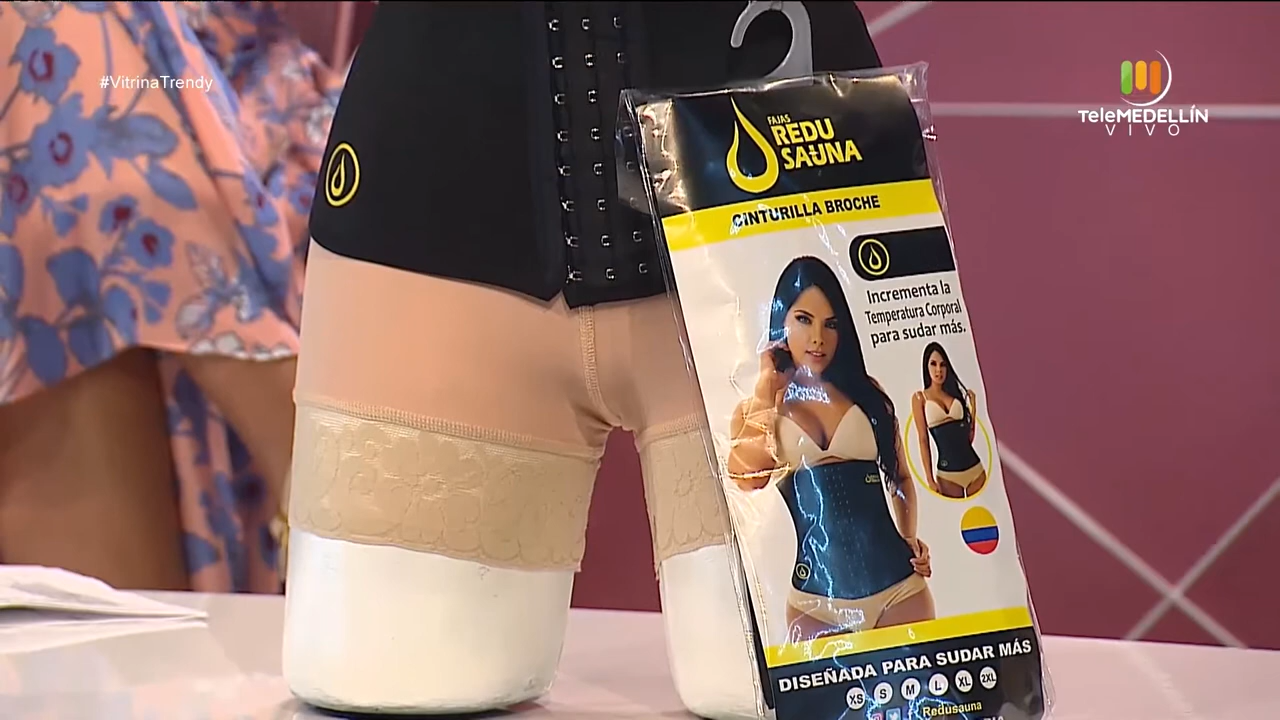 #VitrinaTrendy
TeleMEDELLÍN
VIVO
FAJAS
REDU
SAUNA
CINTURILLA BROCHE
Incrementa la
Temperatura Corporal
para sudar más.
DISEÑADA PARA SUDAR MÁS
XS S M L XL 2XL
Redusauna